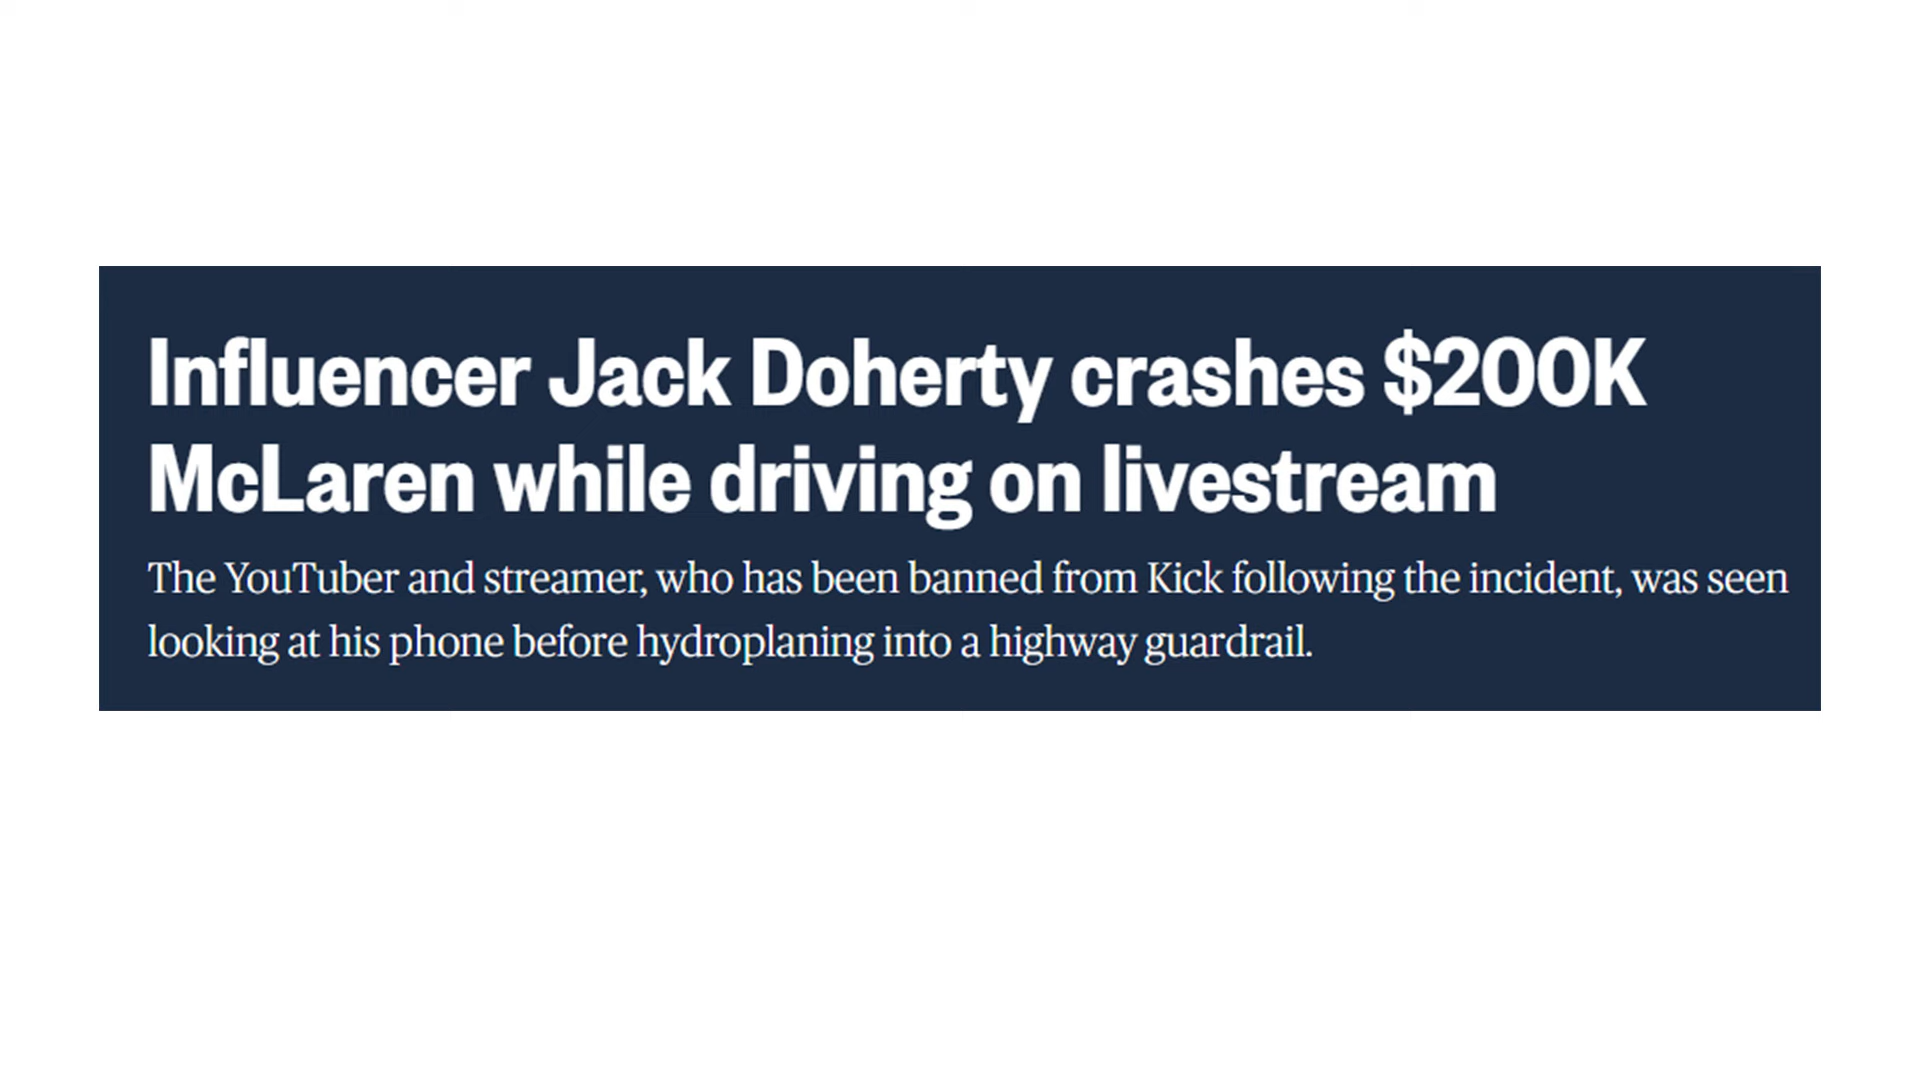 Influencer Jack Doherty crashes $200K
McLaren while driving on livestream
The YouTuber and streamer, who has been banned from Kick following the incident, was seen
looking at his phone before hydroplaning into a highway guardrail.